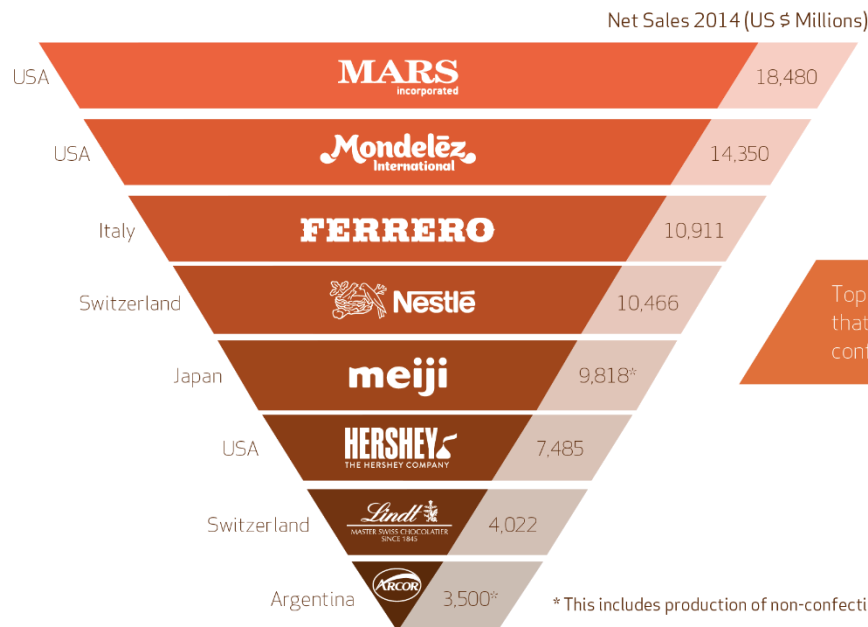 Net Sales 2014 (US $ Millions)
USA MARS incorporated 18,480
USA Mondelēz International 14,350
Italy FERRERO 10,911
Switzerland Nestlé 10,466
Japan meiji 9,818*
USA HERSHEY THE HERSHEY COMPANY 7,485
Switzerland Lindt MASTER SWISS CHOCOLATIER SINCE 1845 4,022
Argentina ARCOR 3,500*
Top
that
conf
* This includes production of non-confecti